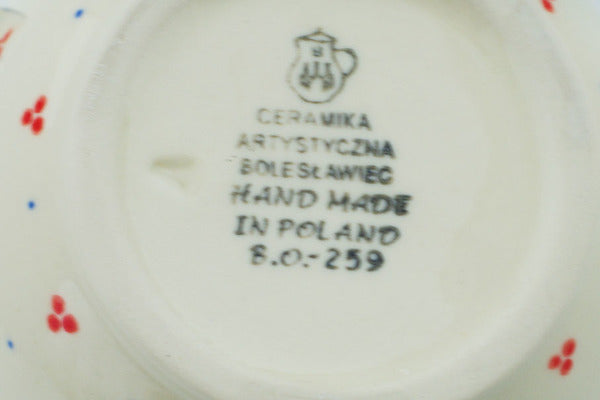 CERAMIKA
ARTYSTYCZNA
BOLESŁAWIEC
HAND MADE
IN POLAND
B.O.-259